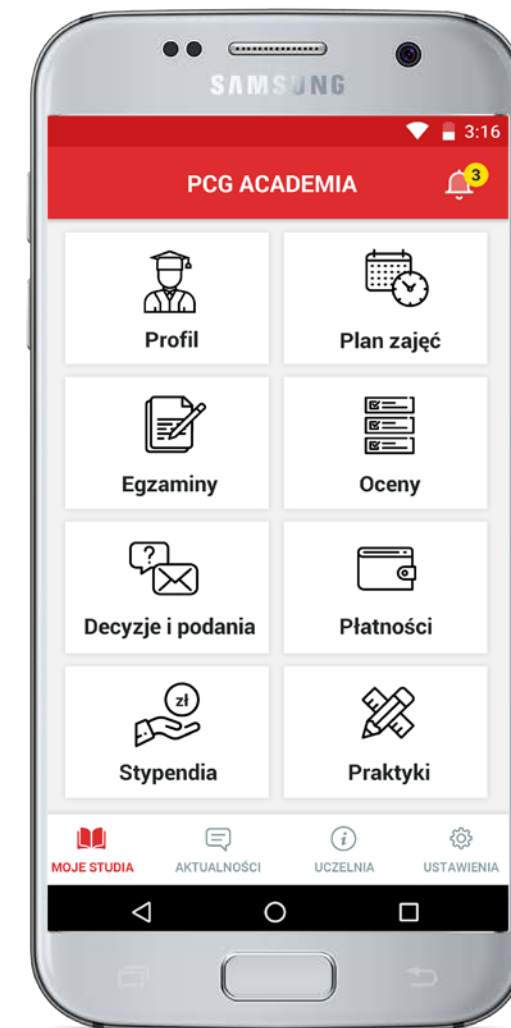 SAMSUNG
3:16
PCG ACADEMIA
3
Profil
Plan zajęć
Egzaminy
Oceny
?
Decyzje i podania
Płatności
zł
Stypendia
Praktyki
MOJE STUDIA
AKTUALNOŚCI
i
UCZELNIA
USTAWIENIA